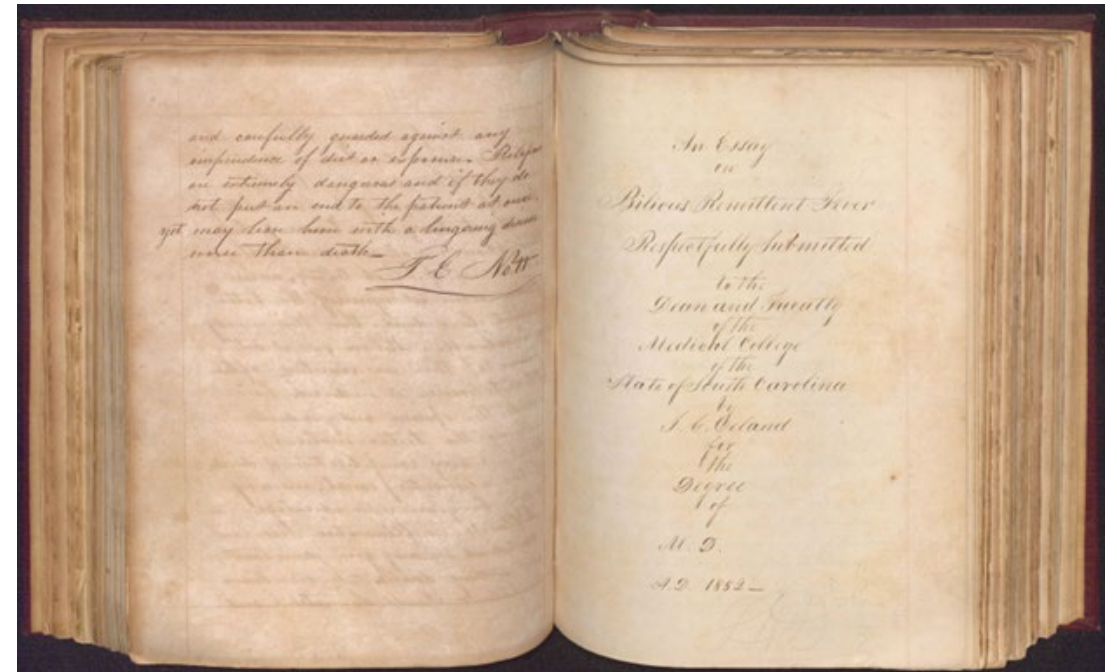 and carefully guarded against any
imprudence of diet or exposure. Relapses
are extremely dangerous and if they do
not put an end to the patient at once
yet may leave him with a lingering disease
worse than death—
T. E. Nott
An Essay
on
Bilious Remittent Fever
Respectfully Submitted
to the
Dean and Faculty
of the
Medical College
of the
State of South Carolina
by
for
the
Degree
of
M. D.
A.D. 1852—